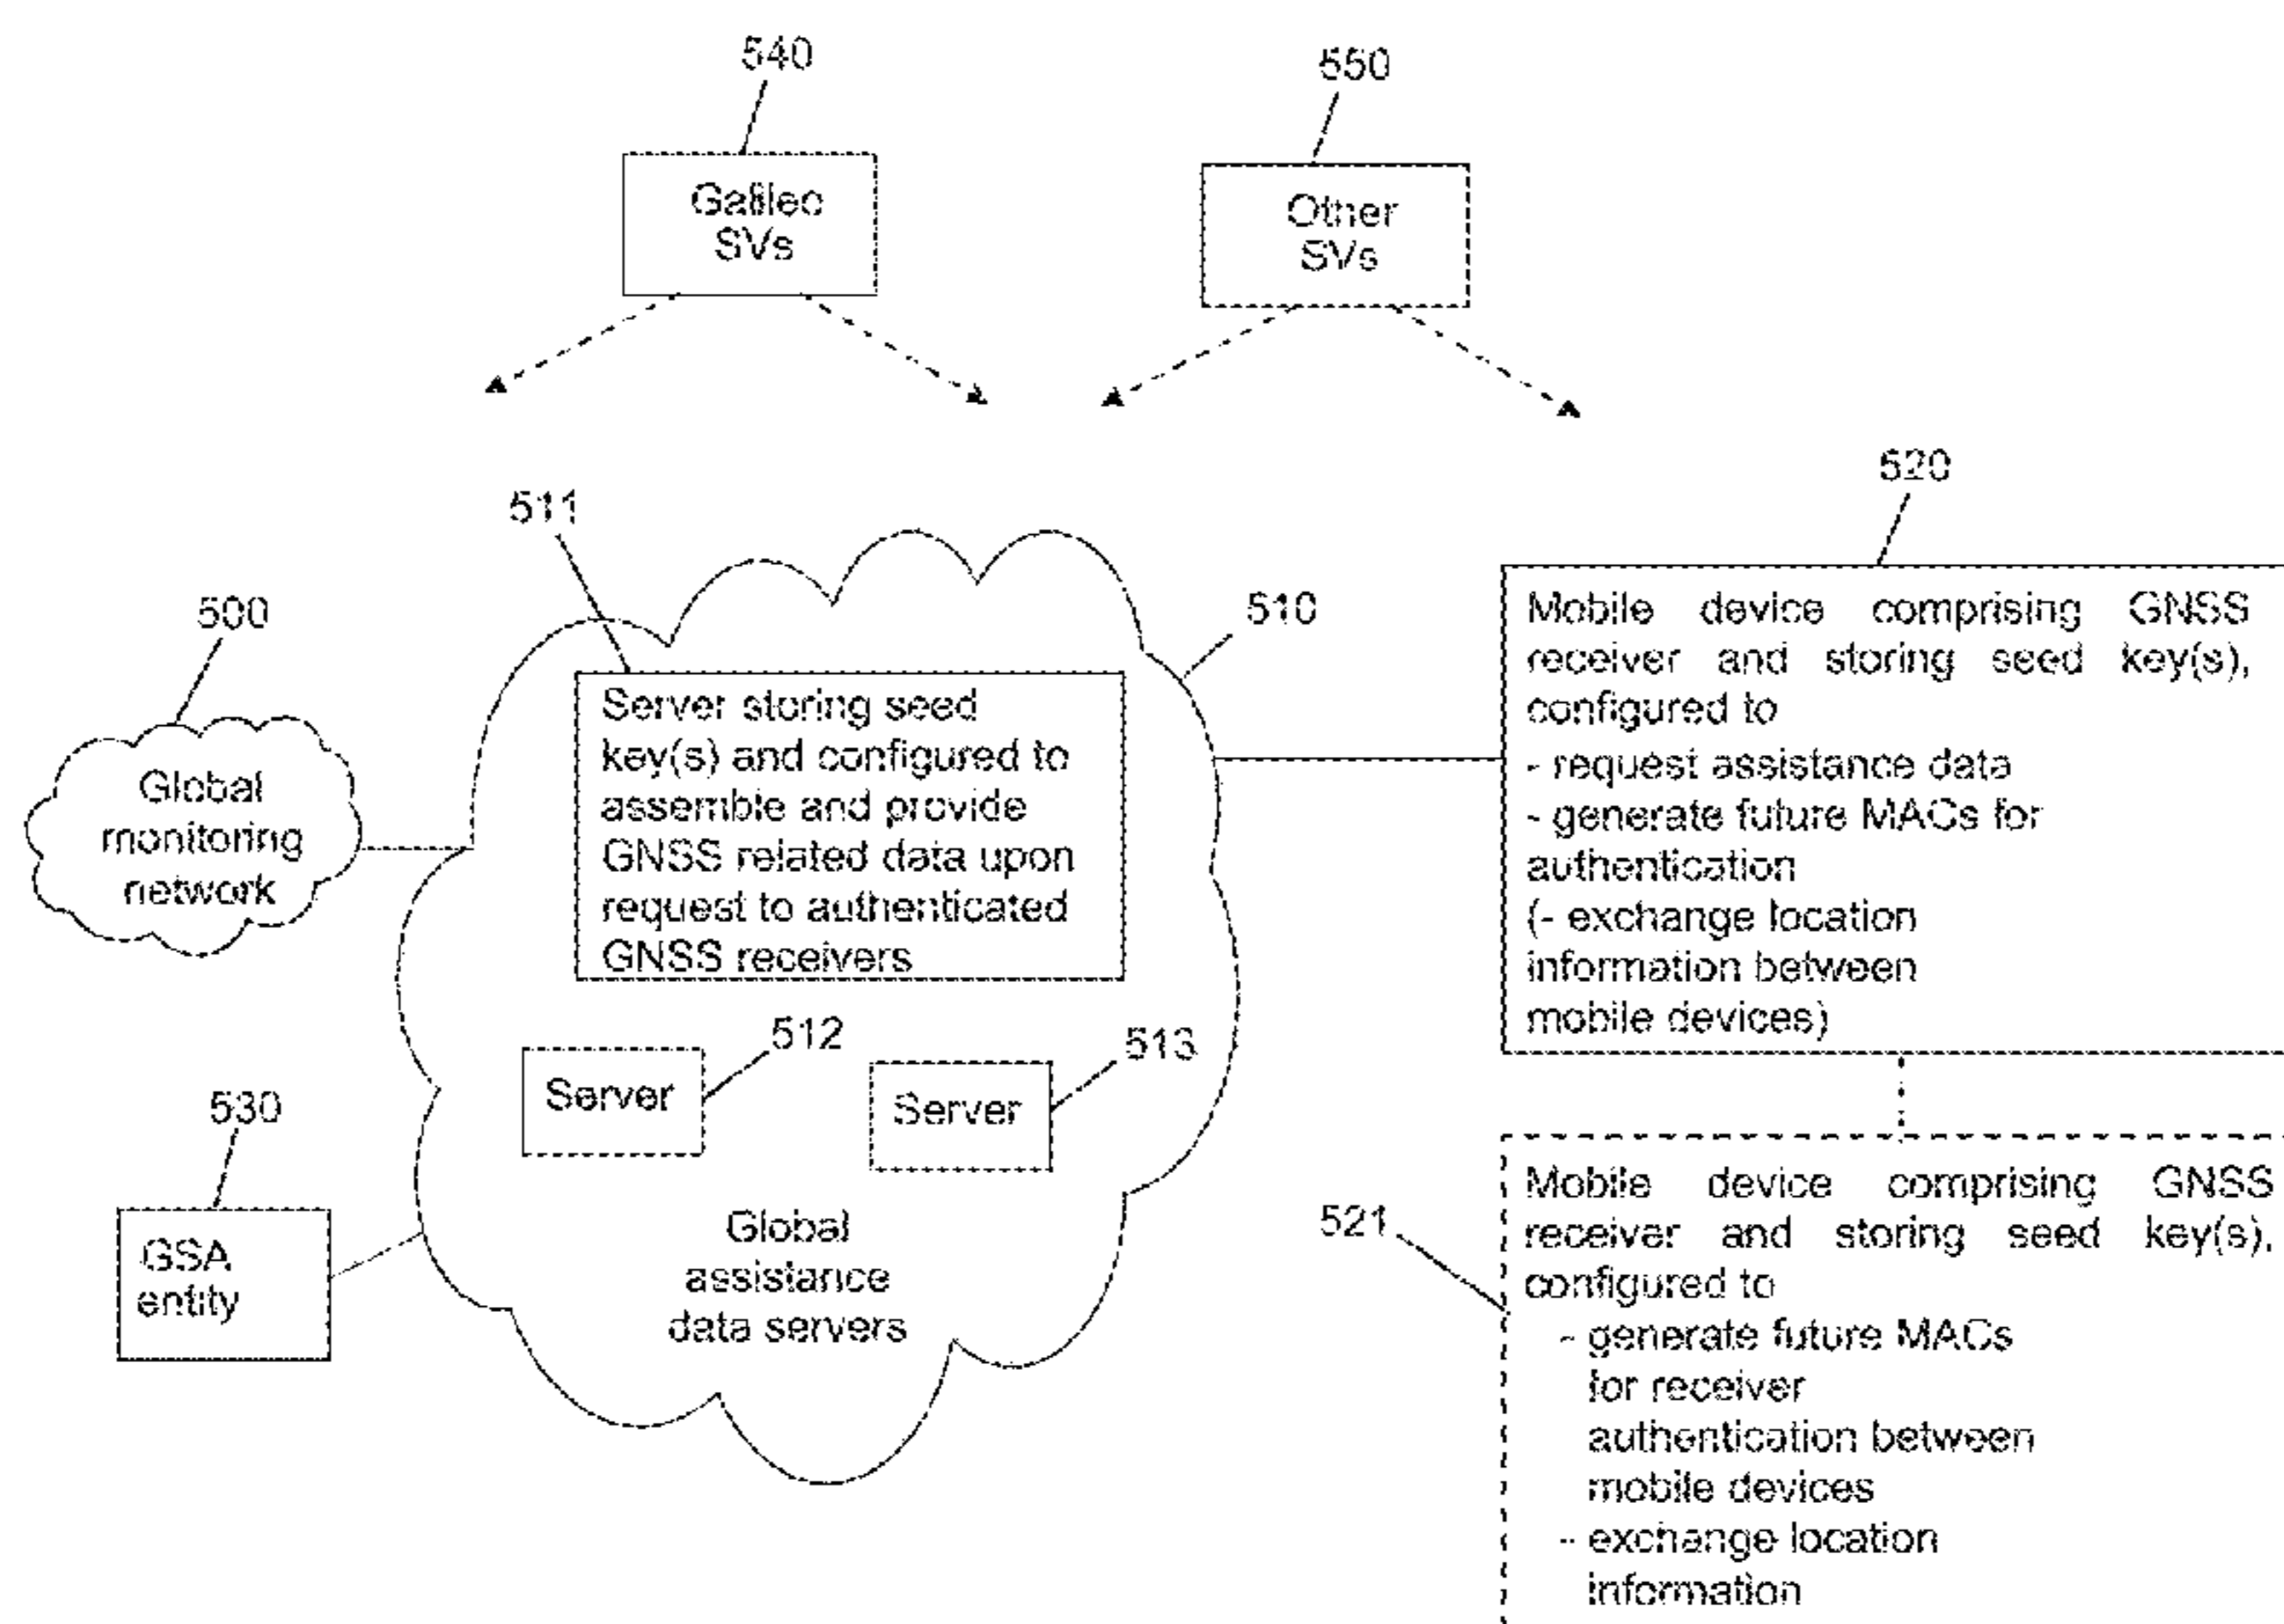 540
550
Galileo
SVs
Other
SVs
520
511
500
510
Mobile device comprising GNSS
receiver and storing seed key(s),
configured to
- request assistance data
- generate future MACs for
authentication
(- exchange location
information between
mobile devices)
Server storing seed
key(s) and configured to
assemble and provide
GNSS related data upon
request to authenticated
GNSS receivers
Global
monitoring
network
512
513
Server
Server
530
GSA
entity
Global
assistance
data servers
521
Mobile device comprising GNSS
receiver and storing seed key(s),
configured to
- generate future MACs
for receiver
authentication between
mobile devices
- exchange location
information